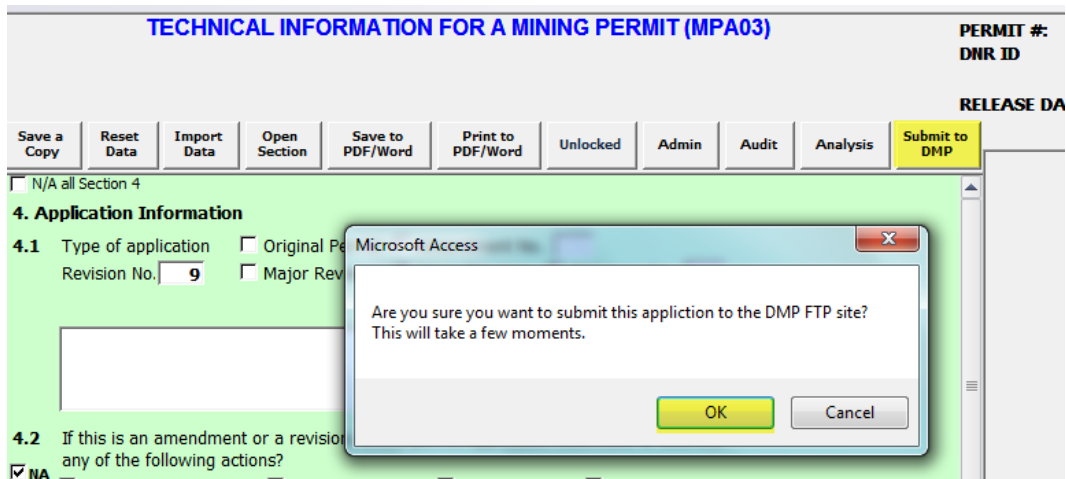 TECHNICAL INFORMATION FOR A MINING PERMIT (MPA03)
PERMIT #:
DNR ID
RELEASE DA
Save a Copy
Reset Data
Import Data
Open Section
Save to PDF/Word
Print to PDF/Word
Unlocked
Admin
Audit
Analysis
Submit to DMP
N/A all Section 4
4. Application Information
4.1 Type of application Original Pe
Revision No. 9 Major Rev
Microsoft Access
Are you sure you want to submit this appliction to the DMP FTP site?
This will take a few moments.
OK Cancel
4.2 If this is an amendment or a revision
any of the following actions?
NA